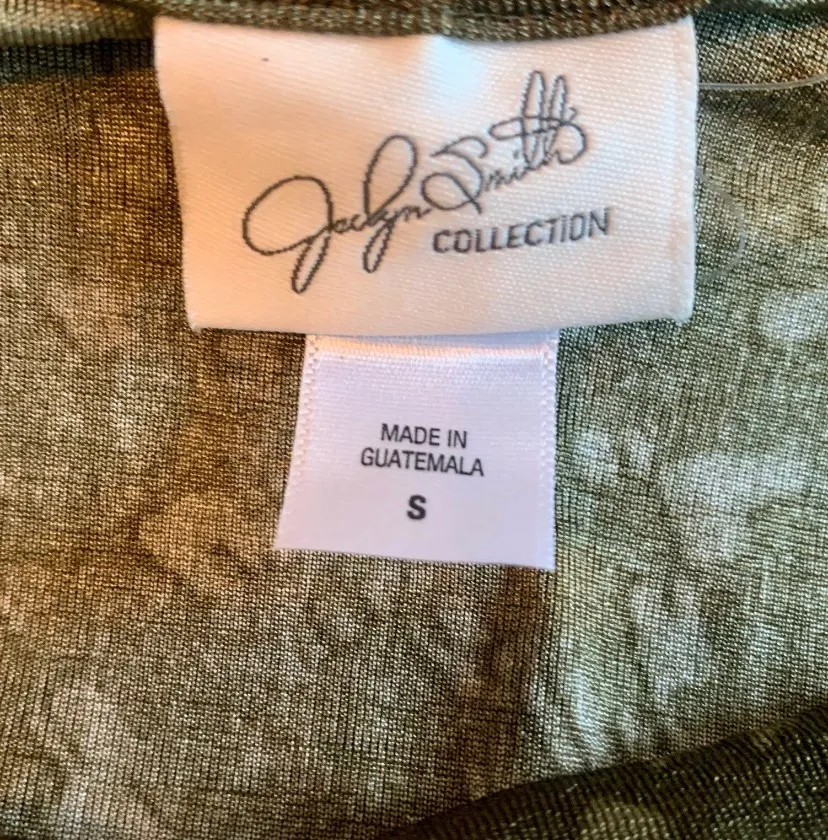 Jaclyn Smith
COLLECTION
MADE IN
GUATEMALA
S